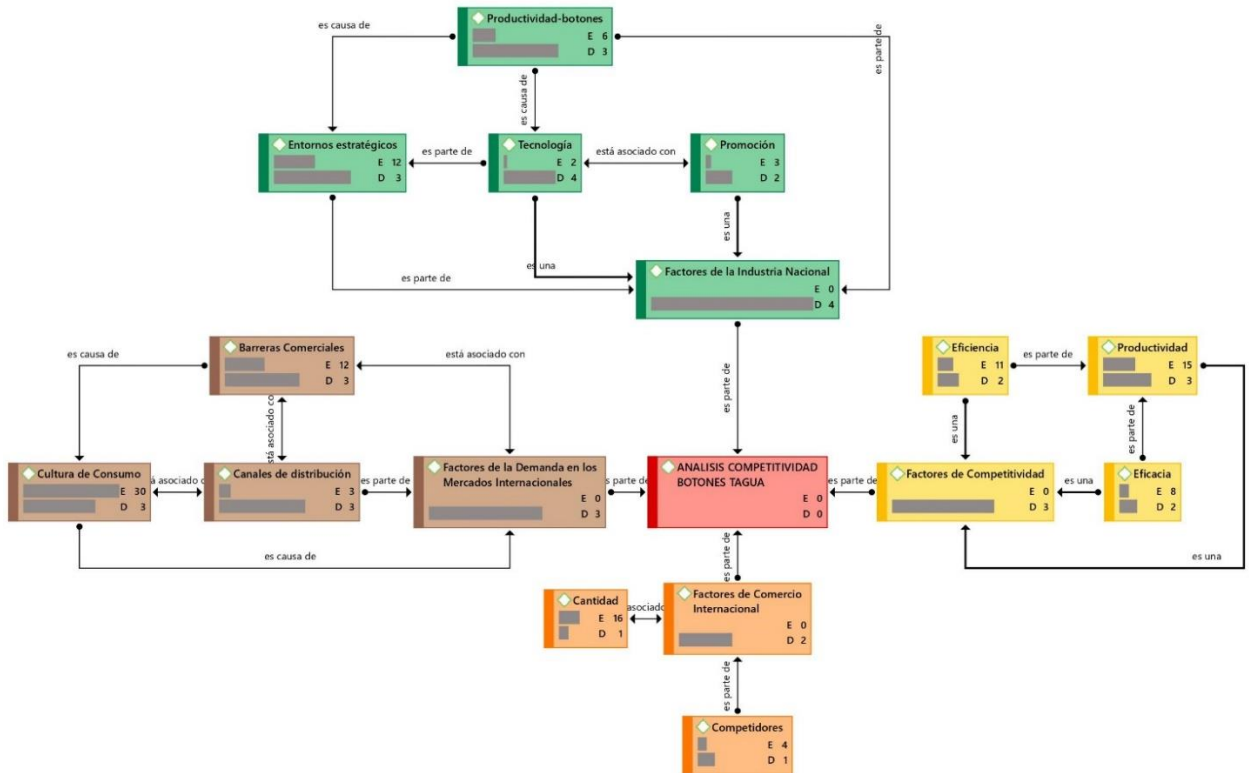 Productividad-botones
E 6
D 3
es causa de
es causa de
es parte de
Entornos estratégicos
E 12
D 3
es parte de
Tecnología
E 2
D 4
está asociado con
Promoción
E 3
D 2
es parte de
es una
es una
Factores de la Industria Nacional
E 0
D 4
es parte de
Barreras Comerciales
E 12
D 3
es causa de
está asociado con
está asociado co
Cultura de Consumo
E 30
D 3
á asociado c
Canales de distribución
E 3
D 3
es parte de
Factores de la Demanda en los
Mercados Internacionales
E 0
D 3
es causa de
es parte de
ANALISIS COMPETITIVIDAD
BOTONES TAGUA
E 0
D 0
es parte de
Eficiencia
E 11
D 2
es parte de
Productividad
E 15
D 3
es una
es parte de
Factores de Competitividad
E 0
D 3
es una
Eficacia
E 8
D 2
es una
es parte de
Cantidad
E 16
D 1
asociado
Factores de Comercio
Internacional
E 0
D 2
es parte de
Competidores
E 4
D 1